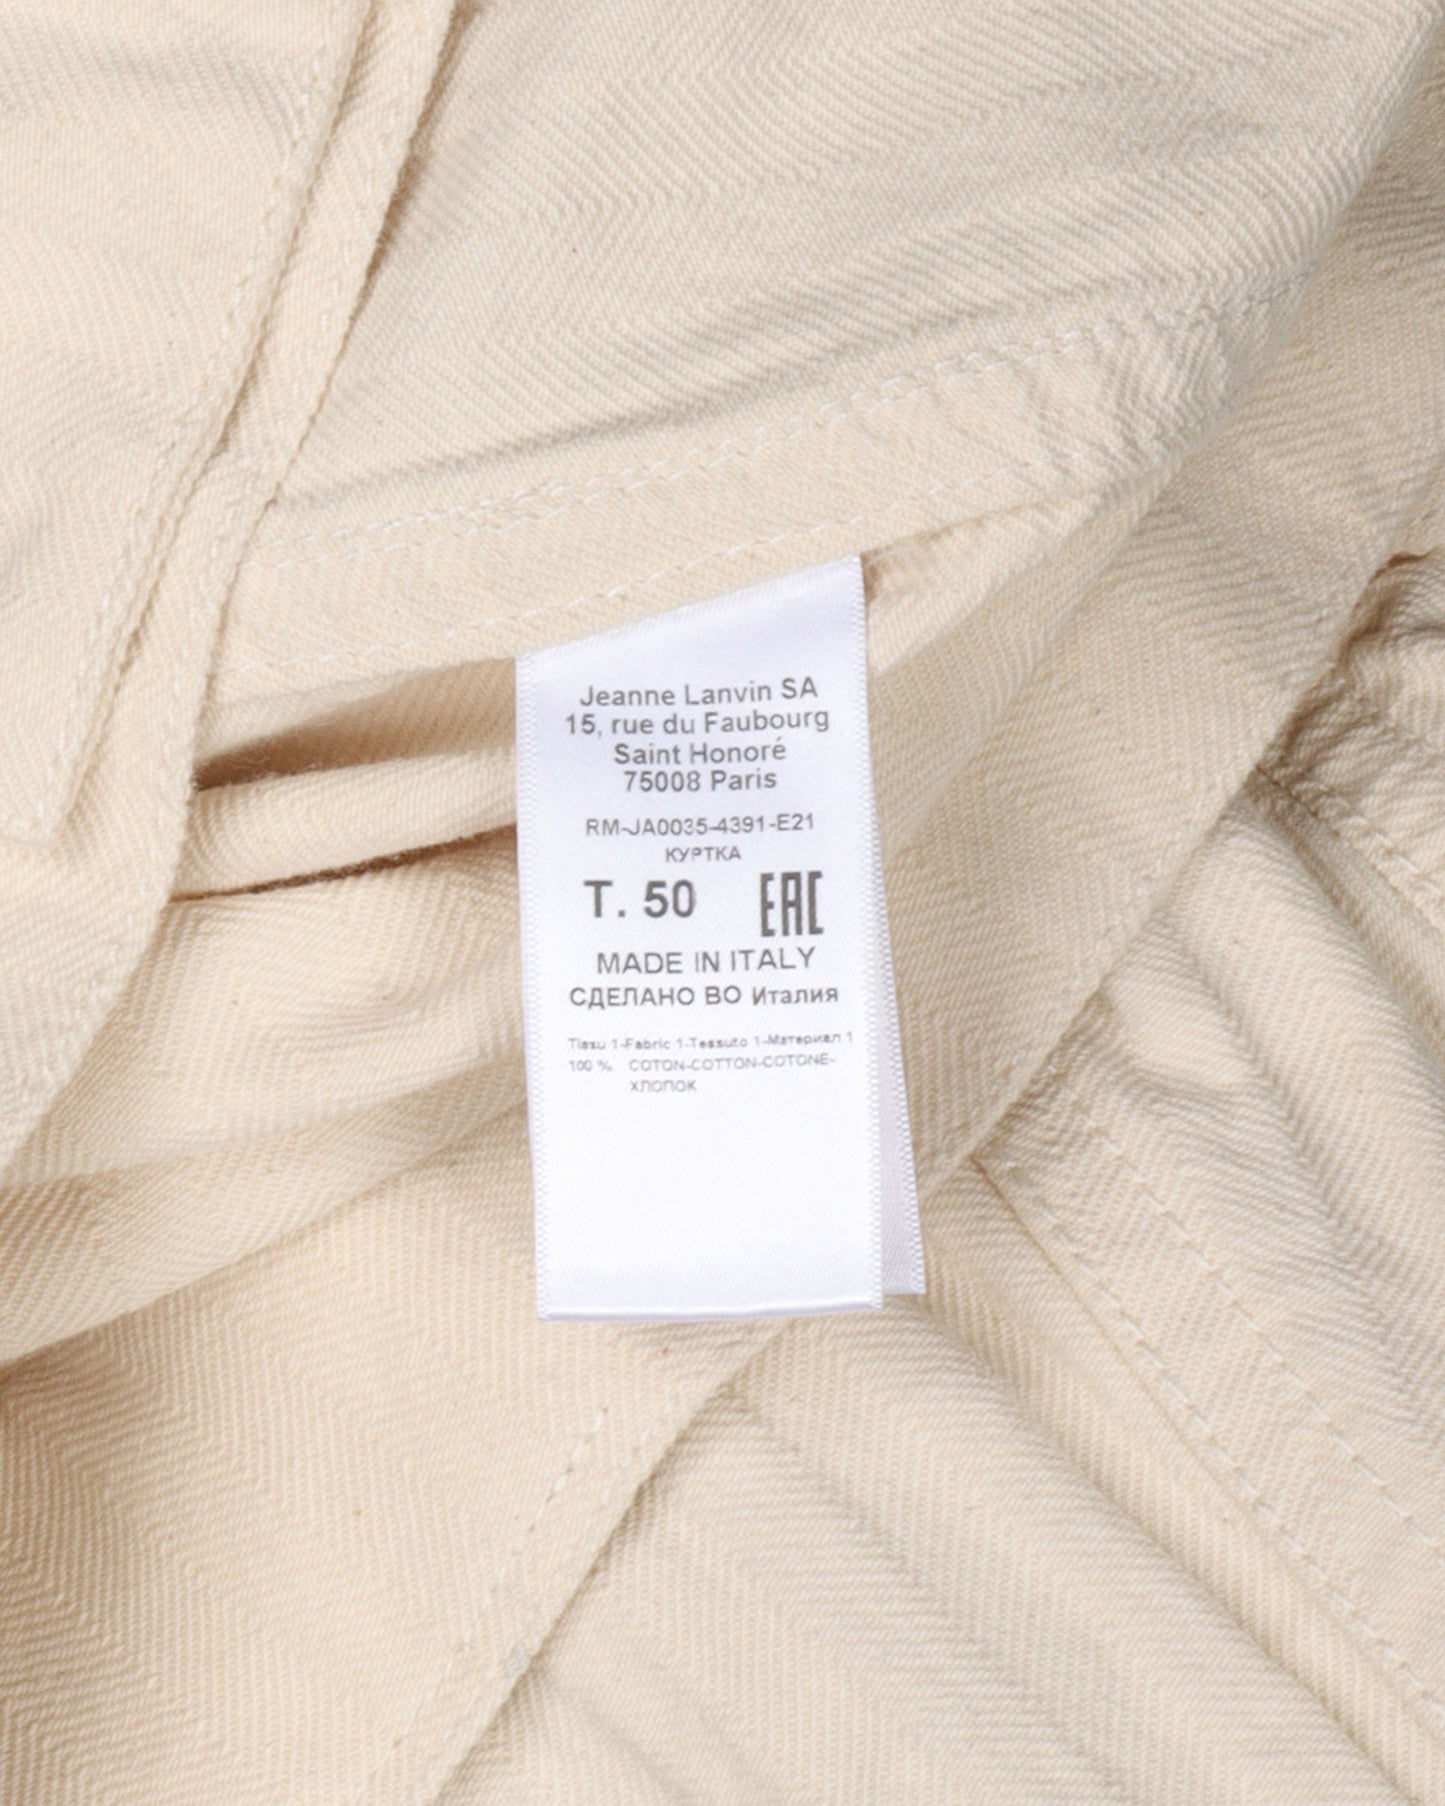 Jeanne Lanvin SA
15, rue du Faubourg
Saint Honoré
75008 Paris
RM-JA0035-4391-E21
КУРТКА
T. 50 EAC
MADE IN ITALY
СДЕЛАНО ВО Италия
Tissu 1-Fabric 1-Tessuto 1-Материал 1
100 % COTON-COTTON-COTONE-
ХЛОПОК